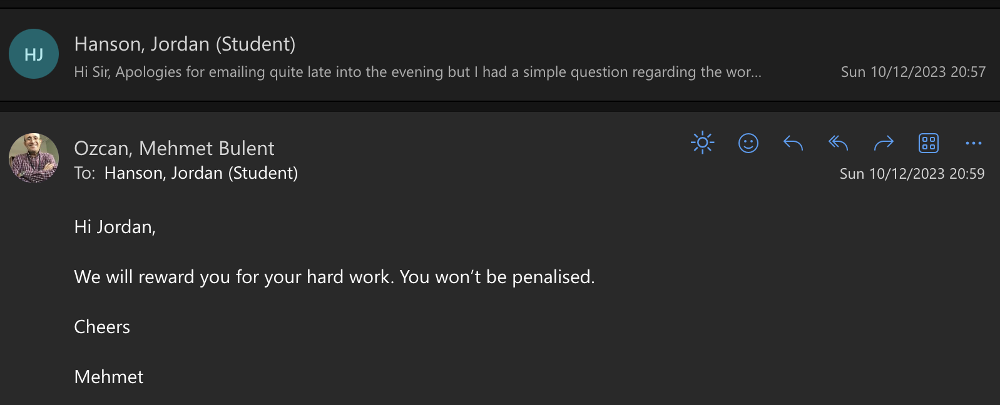 HJ
Hanson, Jordan (Student)
Hi Sir, Apologies for emailing quite late into the evening but I had a simple question regarding the wor...
Sun 10/12/2023 20:57
Ozcan, Mehmet Bulent
To: Hanson, Jordan (Student)
Sun 10/12/2023 20:59
Hi Jordan,
We will reward you for your hard work. You won’t be penalised.
Cheers
Mehmet